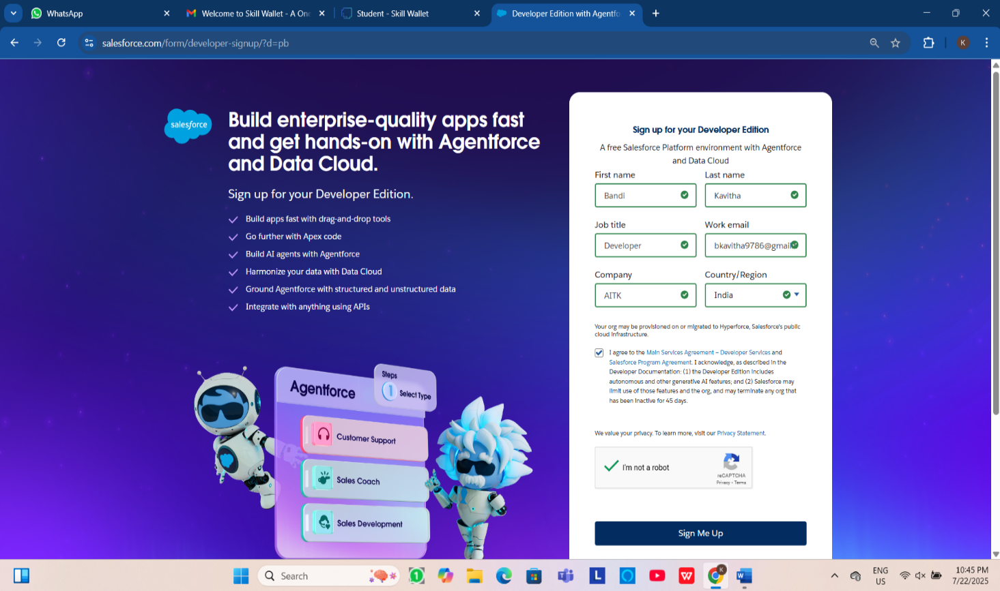 WhatsApp
Welcome to Skill Wallet - A One
Student - Skill Wallet
Developer Edition with Agentfo
salesforce.com/form/developer-signup/?d=pb
K
salesforce
Build enterprise-quality apps fast
and get hands-on with Agentforce
and Data Cloud.
Sign up for your Developer Edition.
Build apps fast with drag-and-drop tools
Go further with Apex code
Build AI agents with Agentforce
Harmonize your data with Data Cloud
Ground Agentforce with structured and unstructured data
Integrate with anything using APIs
Agentforce
Steps
1 Select Type
Customer Support
Sales Coach
Sales Development
Sign up for your Developer Edition
A free Salesforce Platform environment with Agentforce
and Data Cloud
First name Last name
Bandi Kavitha
Job title Work email
Developer bkavitha9786@gmail
Company Country/Region
AITK India
Your org may be provisioned on or migrated to Hyperforce, Salesforce's public
cloud infrastructure.
I agree to the Main Services Agreement – Developer Services and
Salesforce Program Agreement. I acknowledge, as described in the
Developer Documentation: (1) the Developer Edition includes
autonomous and other generative AI features; and (2) Salesforce may
limit use of those features and the org, and may terminate any org that
has been inactive for 45 days.
We value your privacy. To learn more, visit our Privacy Statement.
I'm not a robot
reCAPTCHA
Privacy - Terms
Sign Me Up
Search
1
L
W
K
W
ENG
US
10:45 PM
7/22/2025